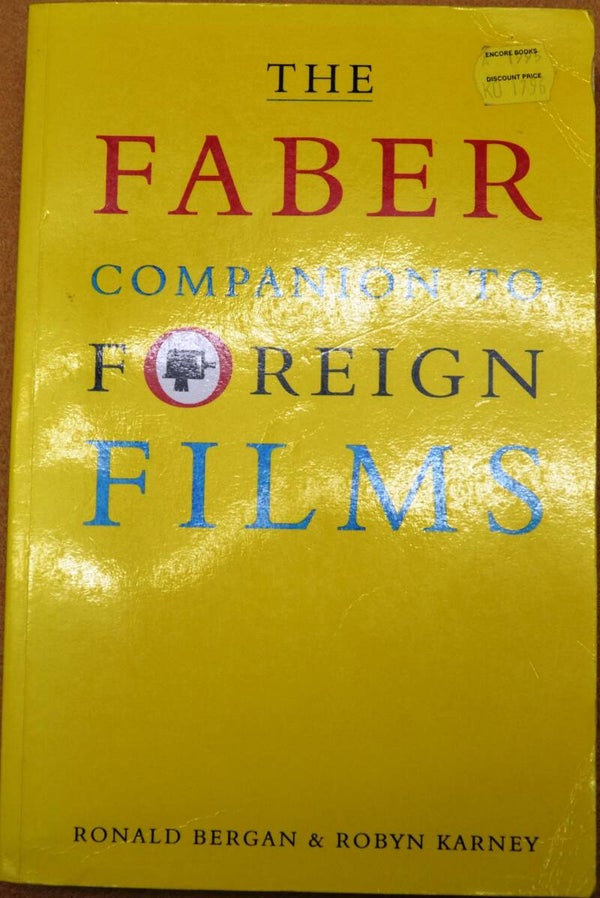 THE
ENCORE BOOKS
DISCOUNT PRICE
FABER
COMPANION TO
FOREIGN
FILMS
RONALD BERGAN & ROBYN KARNEY